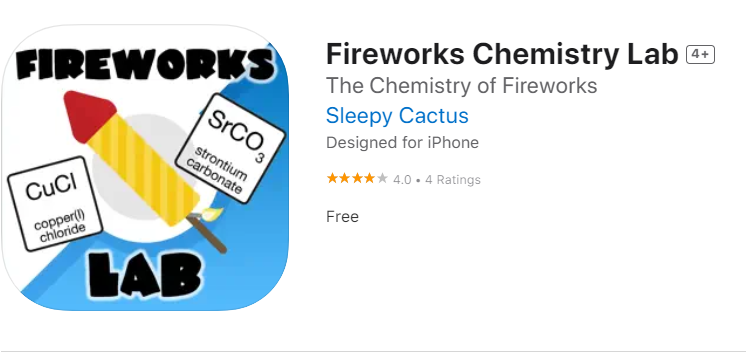 FIREWORKS
SrCO3
strontium
carbonate
CuCl
copper(I)
chloride
LAB
Fireworks Chemistry Lab 4+
The Chemistry of Fireworks
Sleepy Cactus
Designed for iPhone
4.0 • 4 Ratings
Free